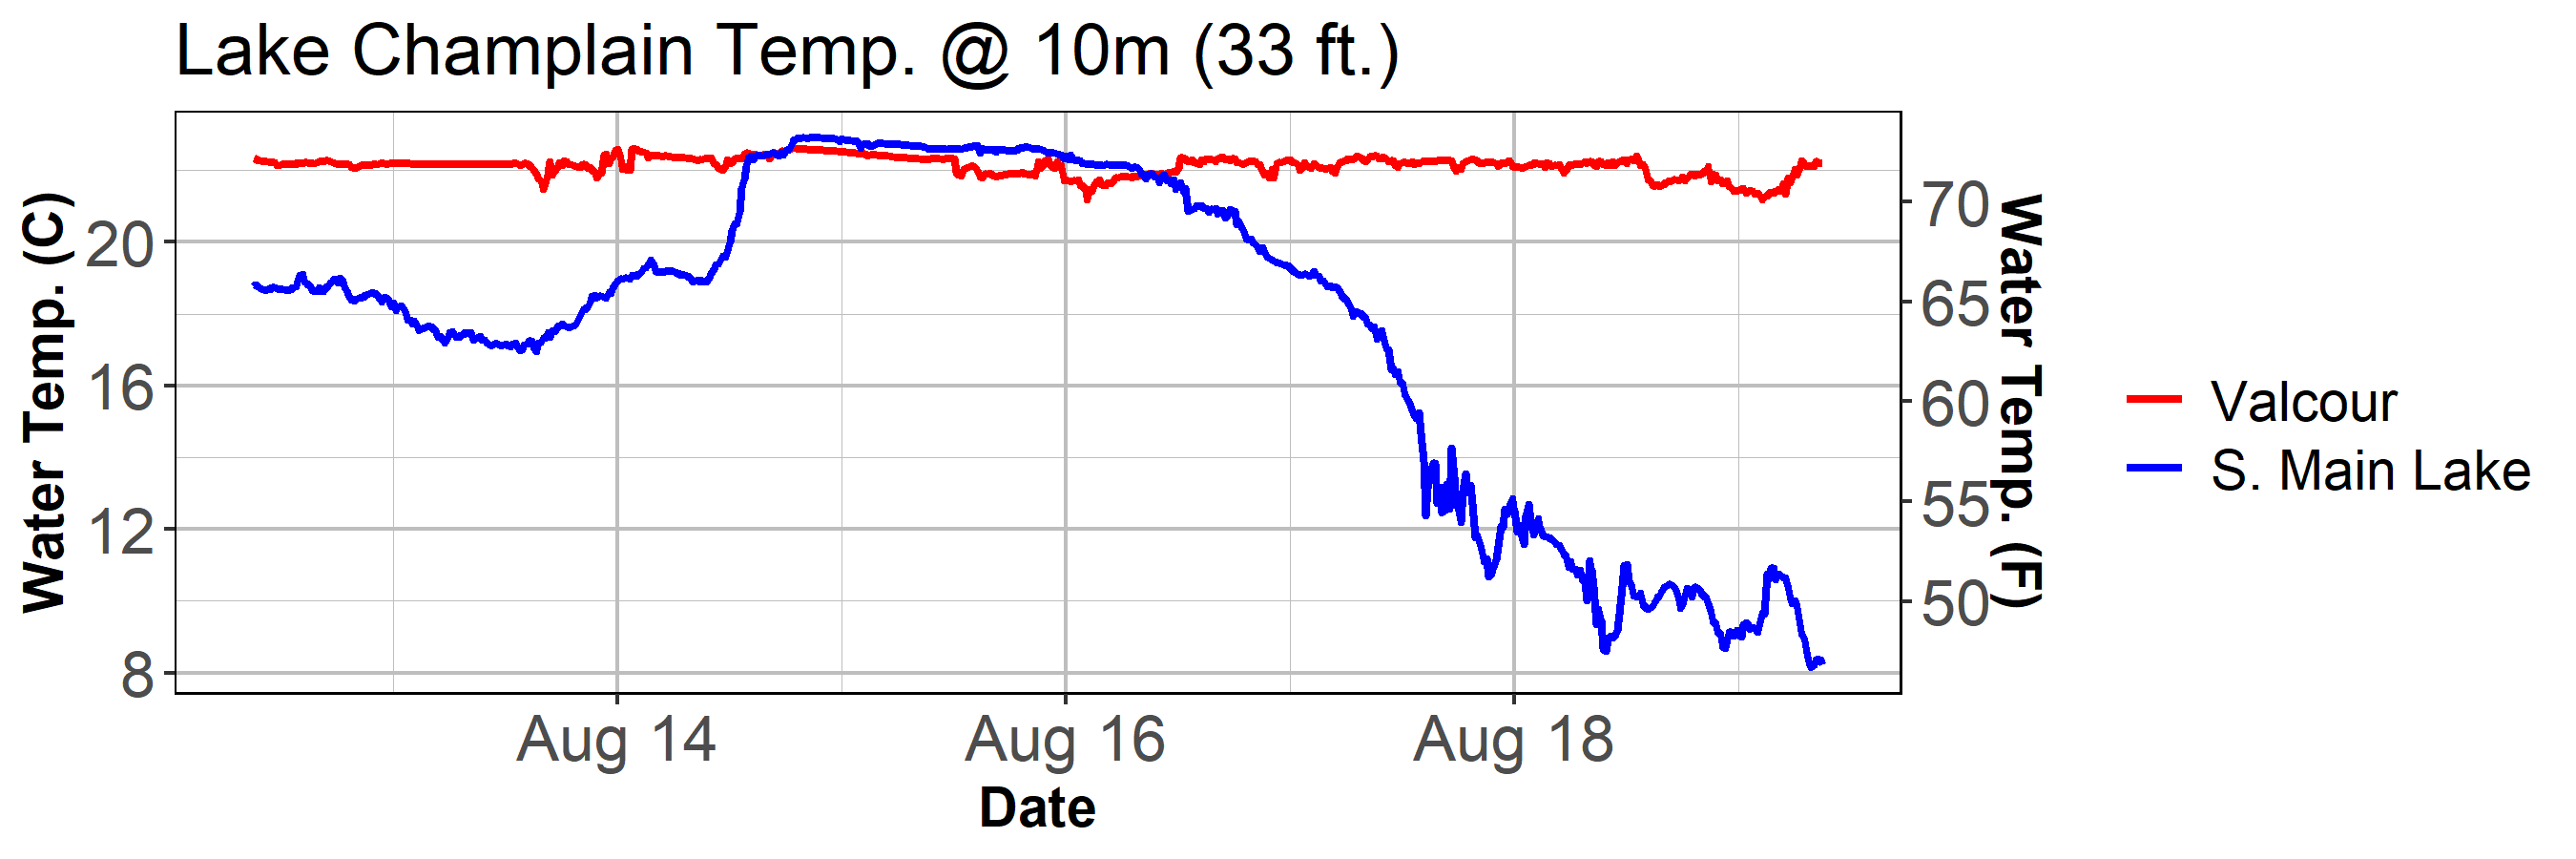 Lake Champlain Temp. @ 10m (33 ft.)
Water Temp. (C)
20
16
12
8
70
65
60
55
50
Water Temp. (F)
Aug 14
Aug 16
Aug 18
Date
Valcour
S. Main Lake